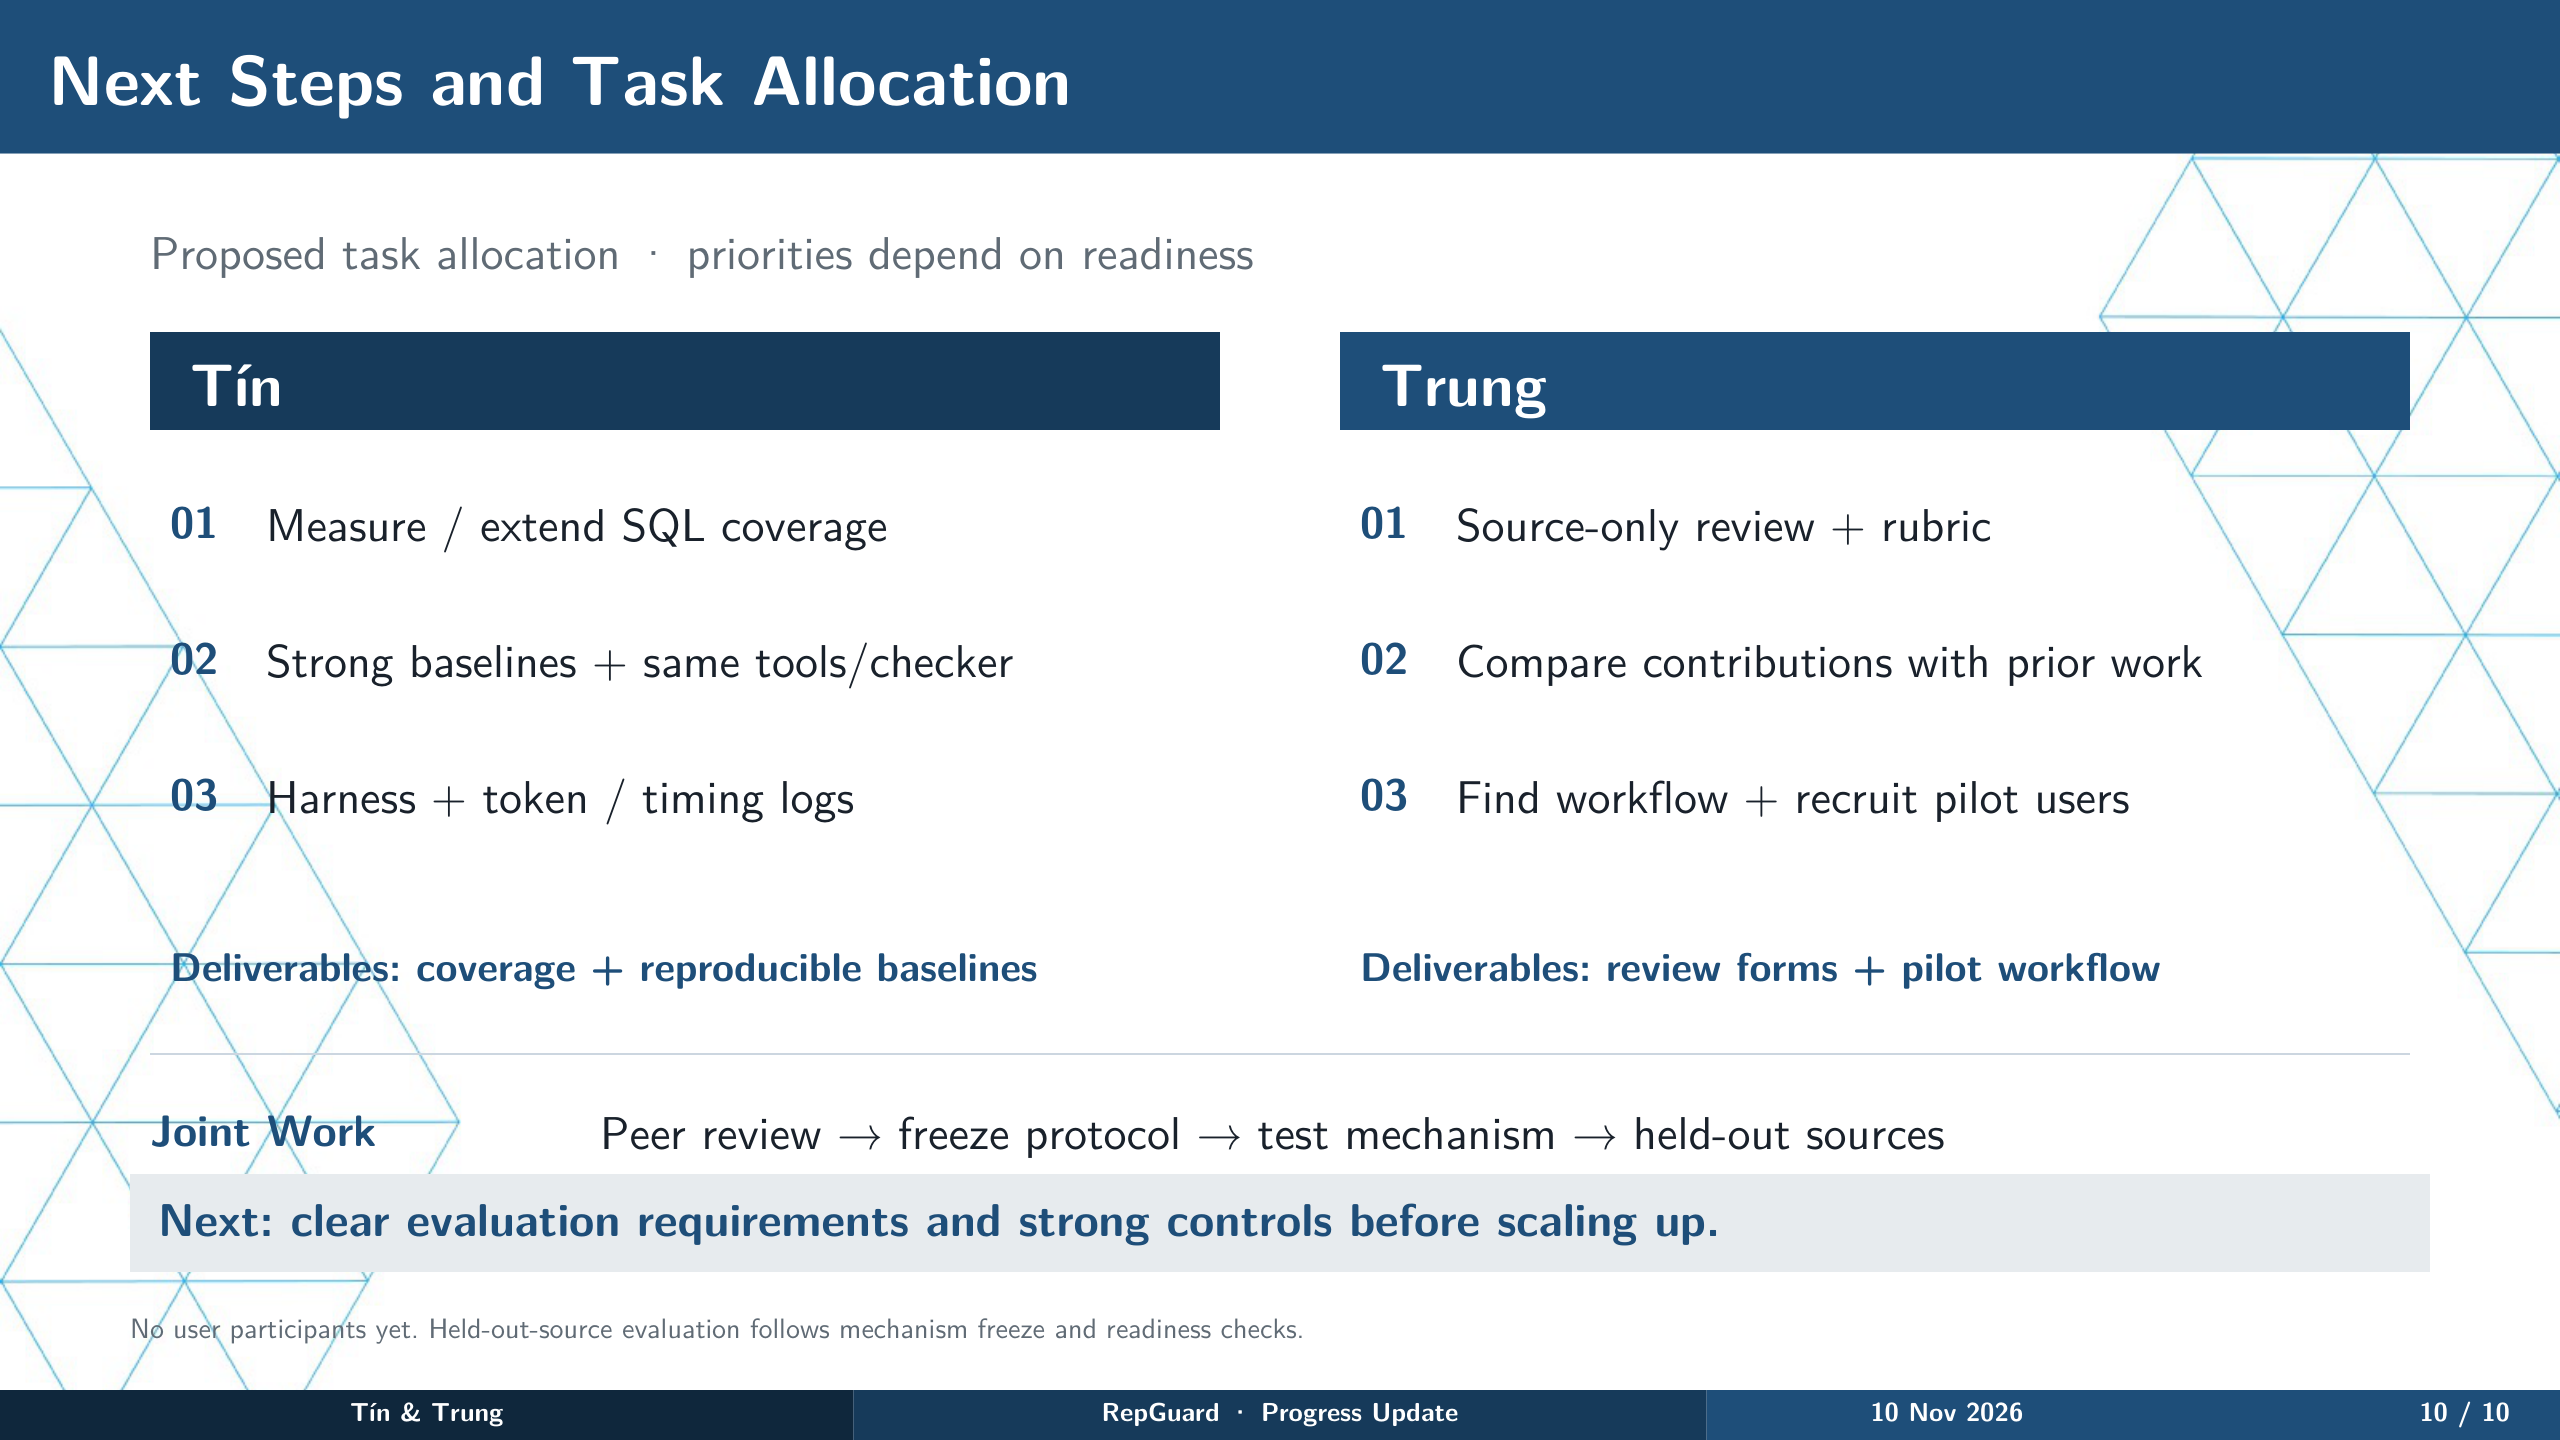 Next Steps and Task Allocation
Proposed task allocation · priorities depend on readiness
Tín
01 Measure / extend SQL coverage
02 Strong baselines + same tools/checker
03 Harness + token / timing logs
Deliverables: coverage + reproducible baselines
Trung
01 Source-only review + rubric
02 Compare contributions with prior work
03 Find workflow + recruit pilot users
Deliverables: review forms + pilot workflow
Joint Work Peer review → freeze protocol → test mechanism → held-out sources
Next: clear evaluation requirements and strong controls before scaling up.
No user participants yet. Held-out-source evaluation follows mechanism freeze and readiness checks.
Tín & Trung RepGuard · Progress Update 10 Nov 2026 10 / 10